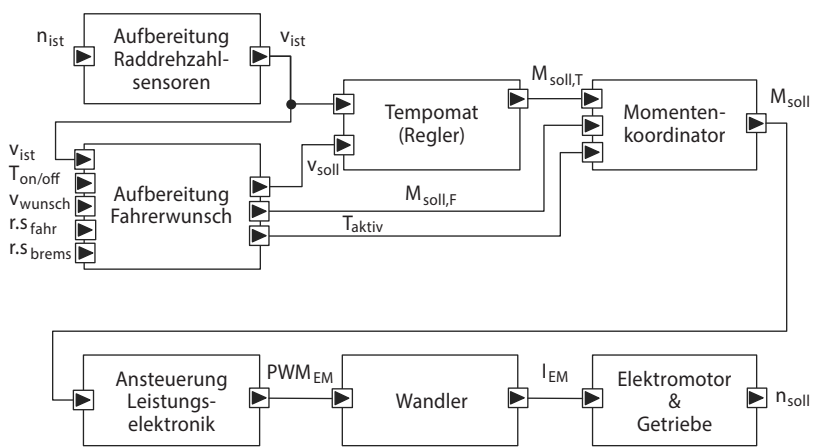 n_ist
Aufbereitung
Raddrehzahl-
sensoren
v_ist
Tempomat
(Regler)
M_soll,T
Momenten-
koordinator
M_soll
v_ist
T_on/off
v_wunsch
r.s_fahr
r.s_brems
Aufbereitung
Fahrerwunsch
v_soll
M_soll,F
T_aktiv
Ansteuerung
Leistungs-
elektronik
PWM_EM
Wandler
I_EM
Elektromotor
&
Getriebe
n_soll